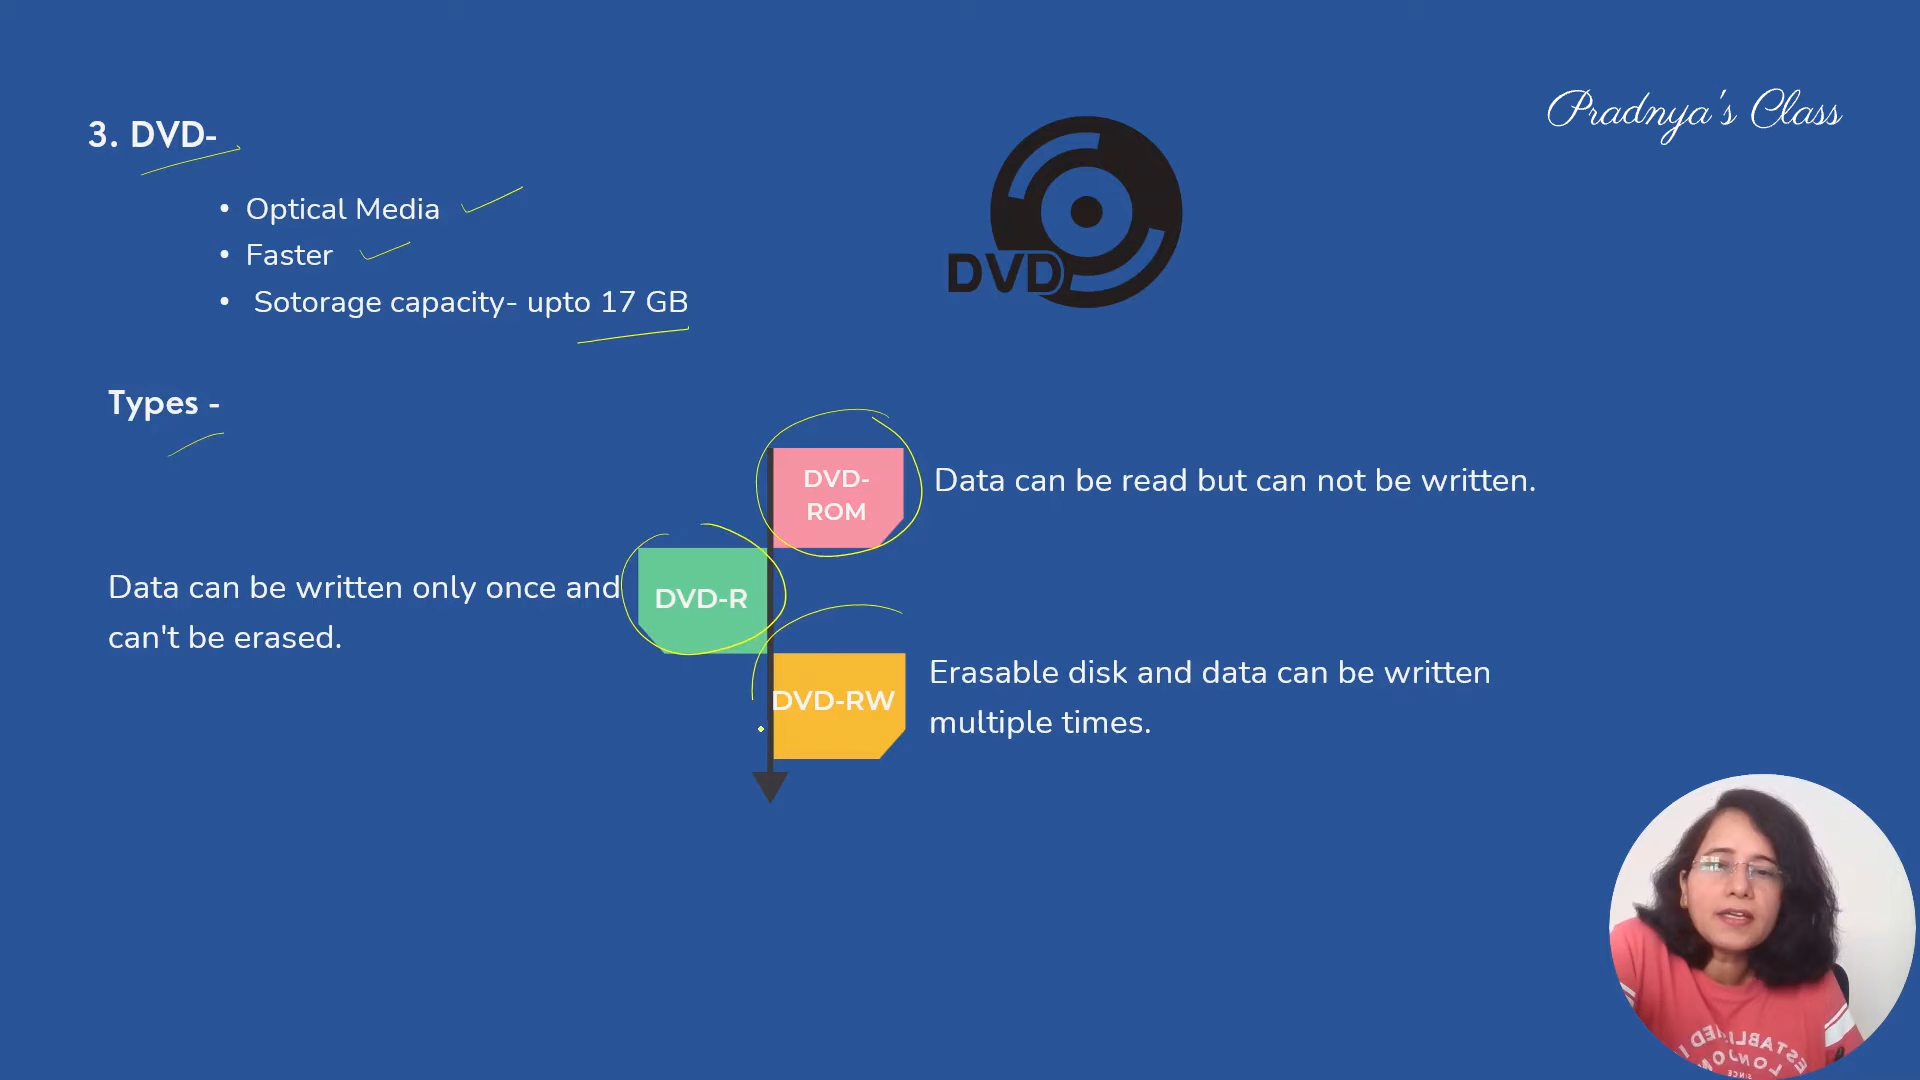 Pradnya's Class
3. DVD-
• Optical Media
• Faster
• Sotorage capacity- upto 17 GB
DVD
Types -
DVD-
ROM
Data can be read but can not be written.
Data can be written only once and
can't be erased.
DVD-R
DVD-RW
Erasable disk and data can be written
multiple times.